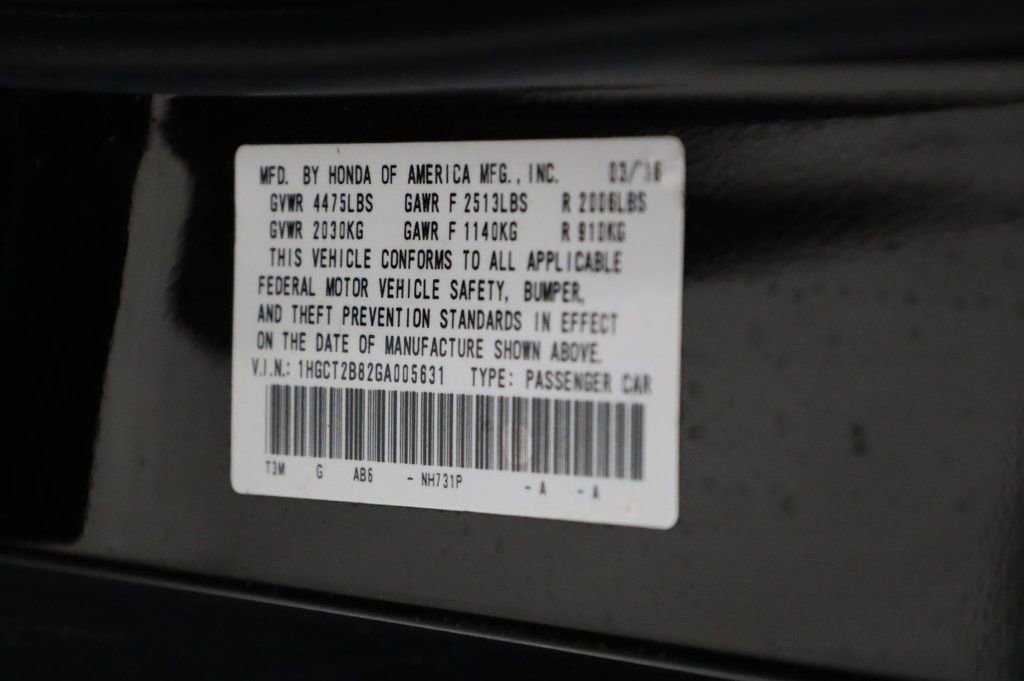 MFD. BY HONDA OF AMERICA MFG., INC. 03/'16
GVWR 4475LBS GAWR F 2513LBS R 2006LBS
GVWR 2030KG GAWR F 1140KG R 910KG
THIS VEHICLE CONFORMS TO ALL APPLICABLE
FEDERAL MOTOR VEHICLE SAFETY, BUMPER,
AND THEFT PREVENTION STANDARDS IN EFFECT
ON THE DATE OF MANUFACTURE SHOWN ABOVE.
V.I.N.: 1HGCT2B82GA005631 TYPE: PASSENGER CAR
T3M G AB6 - NH731P - A - A